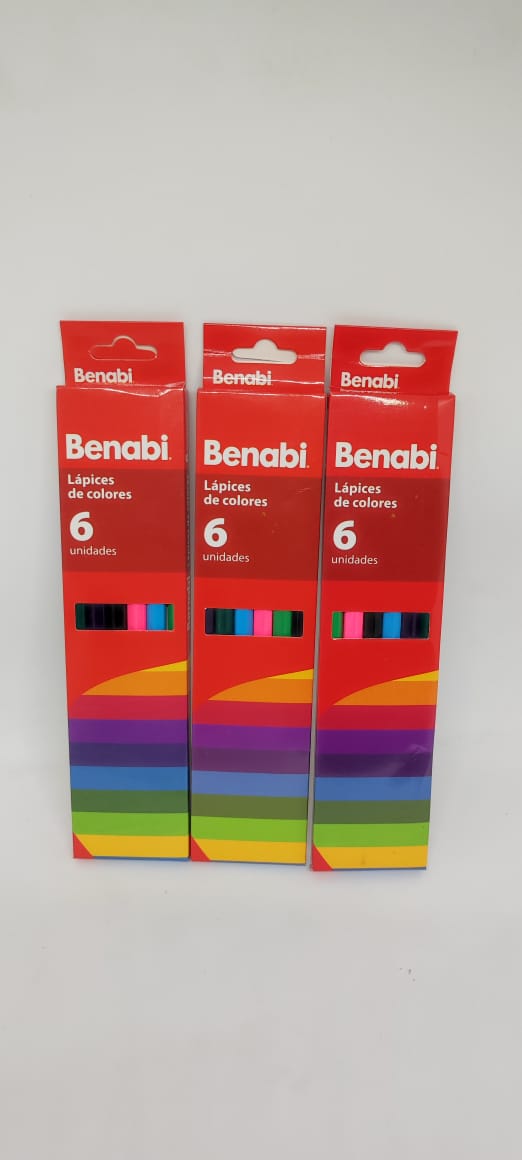 Benabi
Benabi.
Lápices
de colores
6
unidades
Benabi
Benabi.
Lápices
de colores
6
unidades
Benabi
Benabi.
Lápices
de colores
6
unidades